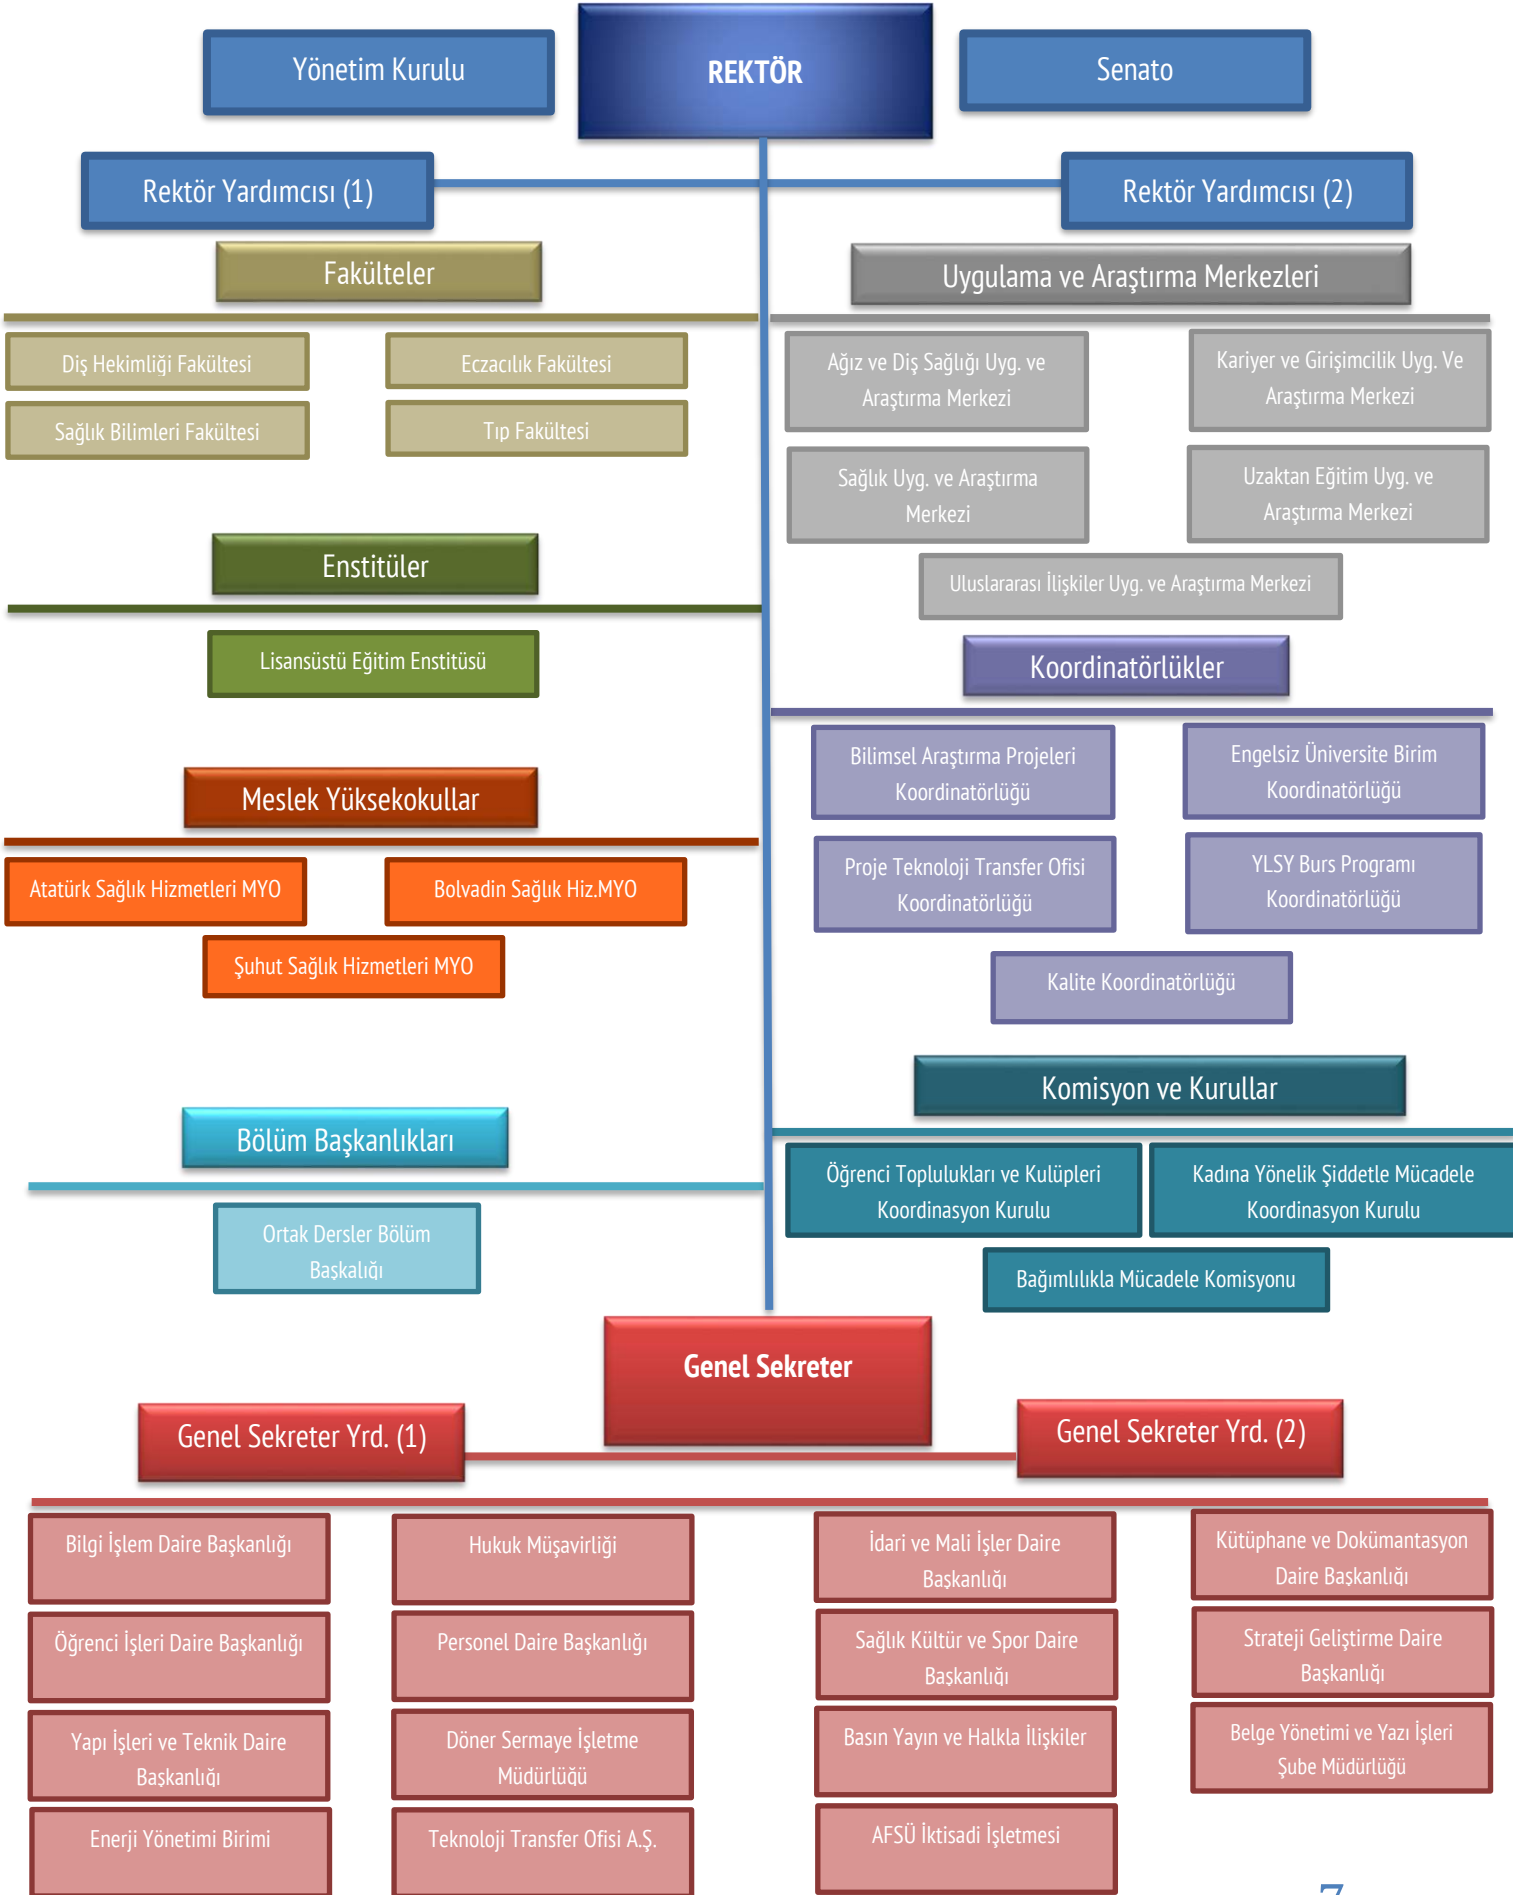 Yönetim Kurulu
REKTÖR
Senato
Rektör Yardımcısı (1)
Rektör Yardımcısı (2)
Fakülteler
Diş Hekimliği Fakültesi
Eczacılık Fakültesi
Sağlık Bilimleri Fakültesi
Tıp Fakültesi
Enstitüler
Lisansüstü Eğitim Enstitüsü
Meslek Yüksekokullar
Atatürk Sağlık Hizmetleri MYO
Bolvadin Sağlık Hiz.MYO
Şuhut Sağlık Hizmetleri MYO
Bölüm Başkanlıkları
Ortak Dersler Bölüm
Başkalığı
Uygulama ve Araştırma Merkezleri
Ağız ve Diş Sağlığı Uyg. ve
Araştırma Merkezi
Kariyer ve Girişimcilik Uyg. Ve
Araştırma Merkezi
Sağlık Uyg. ve Araştırma
Merkezi
Uzaktan Eğitim Uyg. ve
Araştırma Merkezi
Uluslararası İlişkiler Uyg. ve Araştırma Merkezi
Koordinatörlükler
Bilimsel Araştırma Projeleri
Koordinatörlüğü
Engelsiz Üniversite Birim
Koordinatörlüğü
Proje Teknoloji Transfer Ofisi
Koordinatörlüğü
YLSY Burs Programı
Koordinatörlüğü
Kalite Koordinatörlüğü
Komisyon ve Kurullar
Öğrenci Toplulukları ve Kulüpleri
Koordinasyon Kurulu
Kadına Yönelik Şiddetle Mücadele
Koordinasyon Kurulu
Bağımlılıkla Mücadele Komisyonu
Genel Sekreter
Genel Sekreter Yrd. (1)
Genel Sekreter Yrd. (2)
Bilgi İşlem Daire Başkanlığı
Hukuk Müşavirliği
İdari ve Mali İşler Daire
Başkanlığı
Kütüphane ve Dokümantasyon
Daire Başkanlığı
Öğrenci İşleri Daire Başkanlığı
Personel Daire Başkanlığı
Sağlık Kültür ve Spor Daire
Başkanlığı
Strateji Geliştirme Daire
Başkanlığı
Yapı İşleri ve Teknik Daire
Başkanlığı
Döner Sermaye İşletme
Müdürlüğü
Basın Yayın ve Halkla İlişkiler
Belge Yönetimi ve Yazı İşleri
Şube Müdürlüğü
Enerji Yönetimi Birimi
Teknoloji Transfer Ofisi A.Ş.
AFSÜ İktisadi İşletmesi